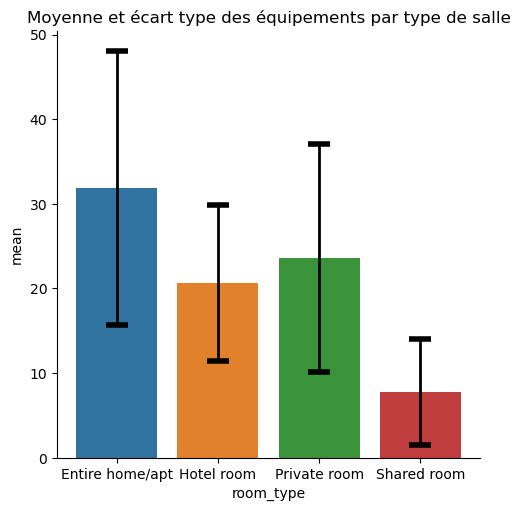 Moyenne et écart type des équipements par type de salle
50
40
30
20
10
0
mean
Entire home/apt Hotel room Private room Shared room
room_type